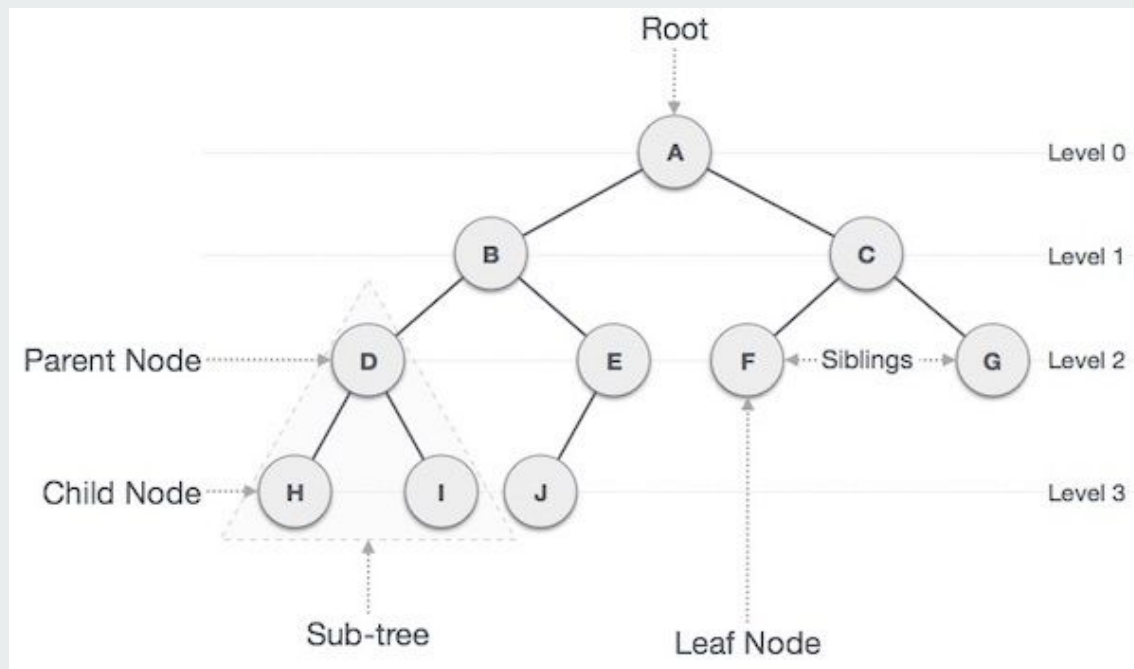 Root
A
Level 0
B
C
Level 1
Parent Node
D
E
F
Siblings
G
Level 2
Child Node
H
I
J
Level 3
Sub-tree
Leaf Node